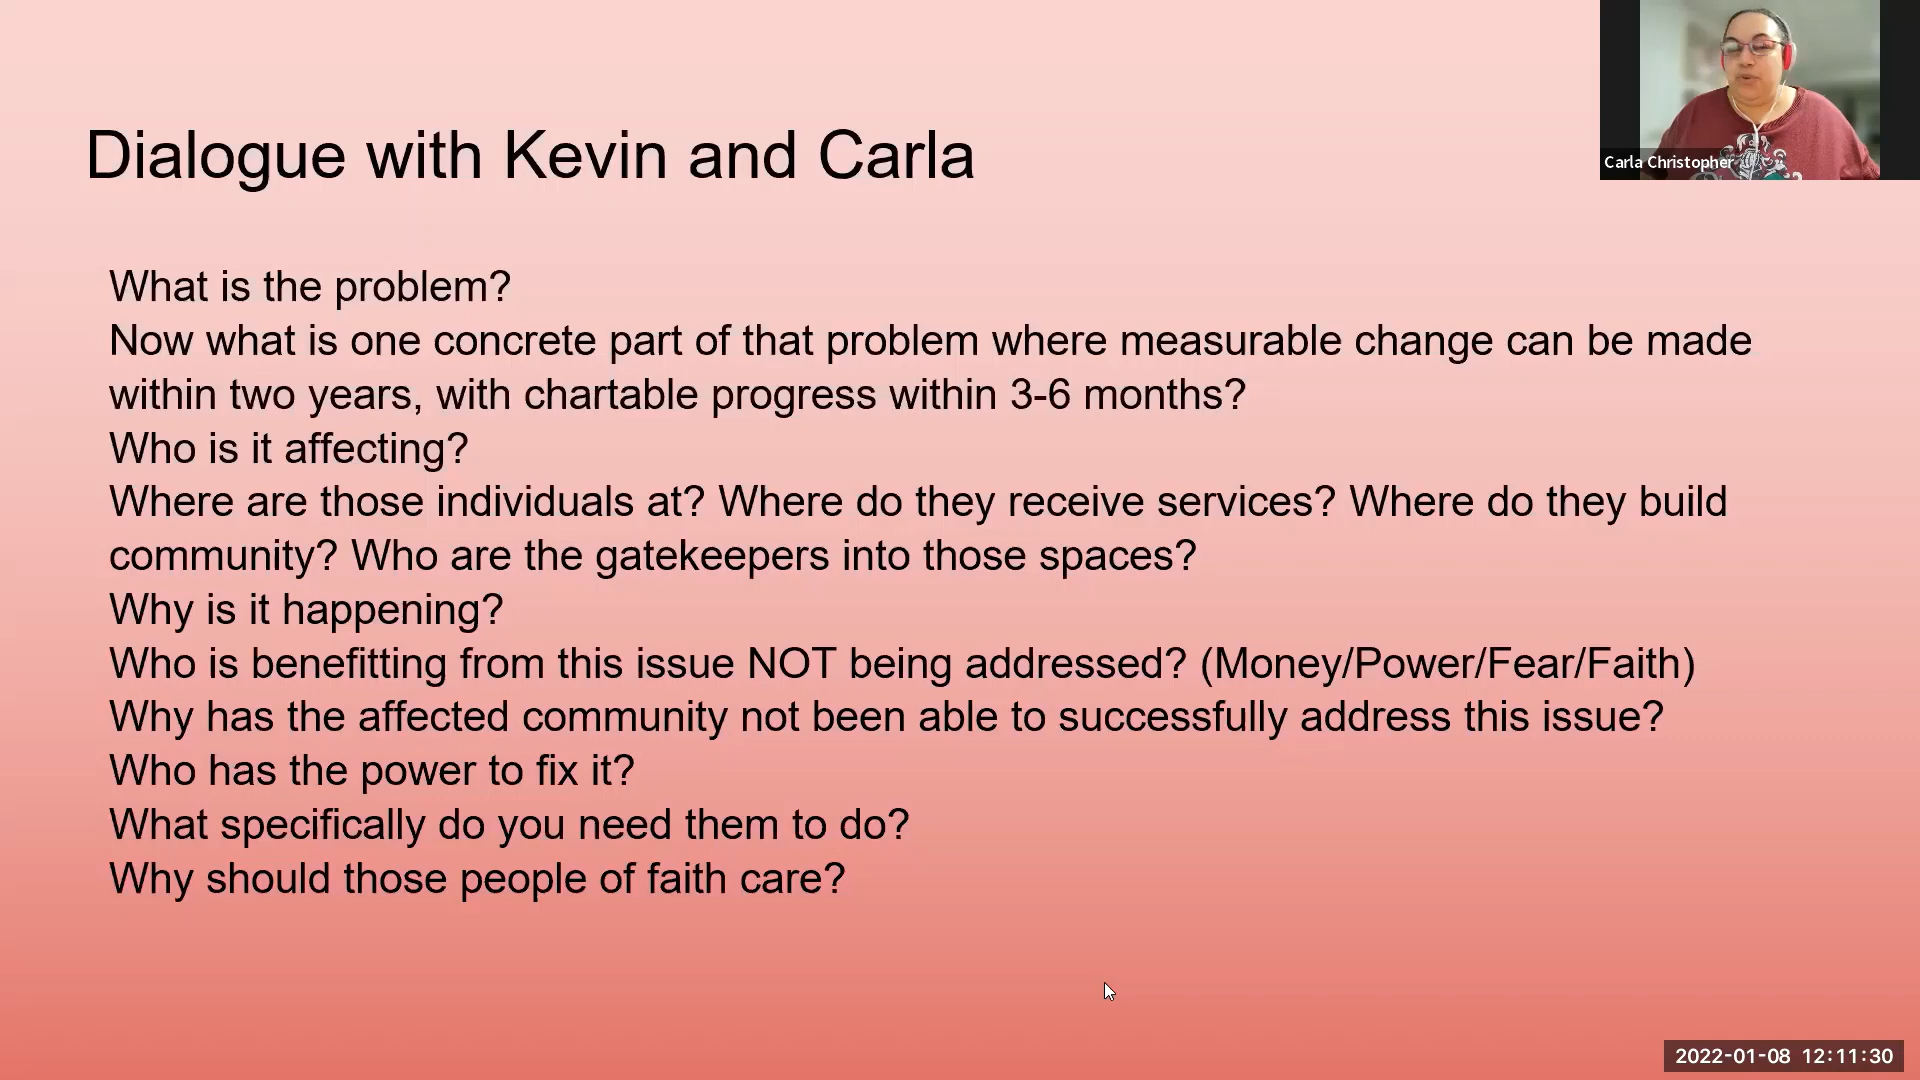 Dialogue with Kevin and Carla
Carla Christopher
What is the problem?
Now what is one concrete part of that problem where measurable change can be made
within two years, with chartable progress within 3-6 months?
Who is it affecting?
Where are those individuals at? Where do they receive services? Where do they build
community? Who are the gatekeepers into those spaces?
Why is it happening?
Who is benefitting from this issue NOT being addressed? (Money/Power/Fear/Faith)
Why has the affected community not been able to successfully address this issue?
Who has the power to fix it?
What specifically do you need them to do?
Why should those people of faith care?
2022-01-08 12:11:30